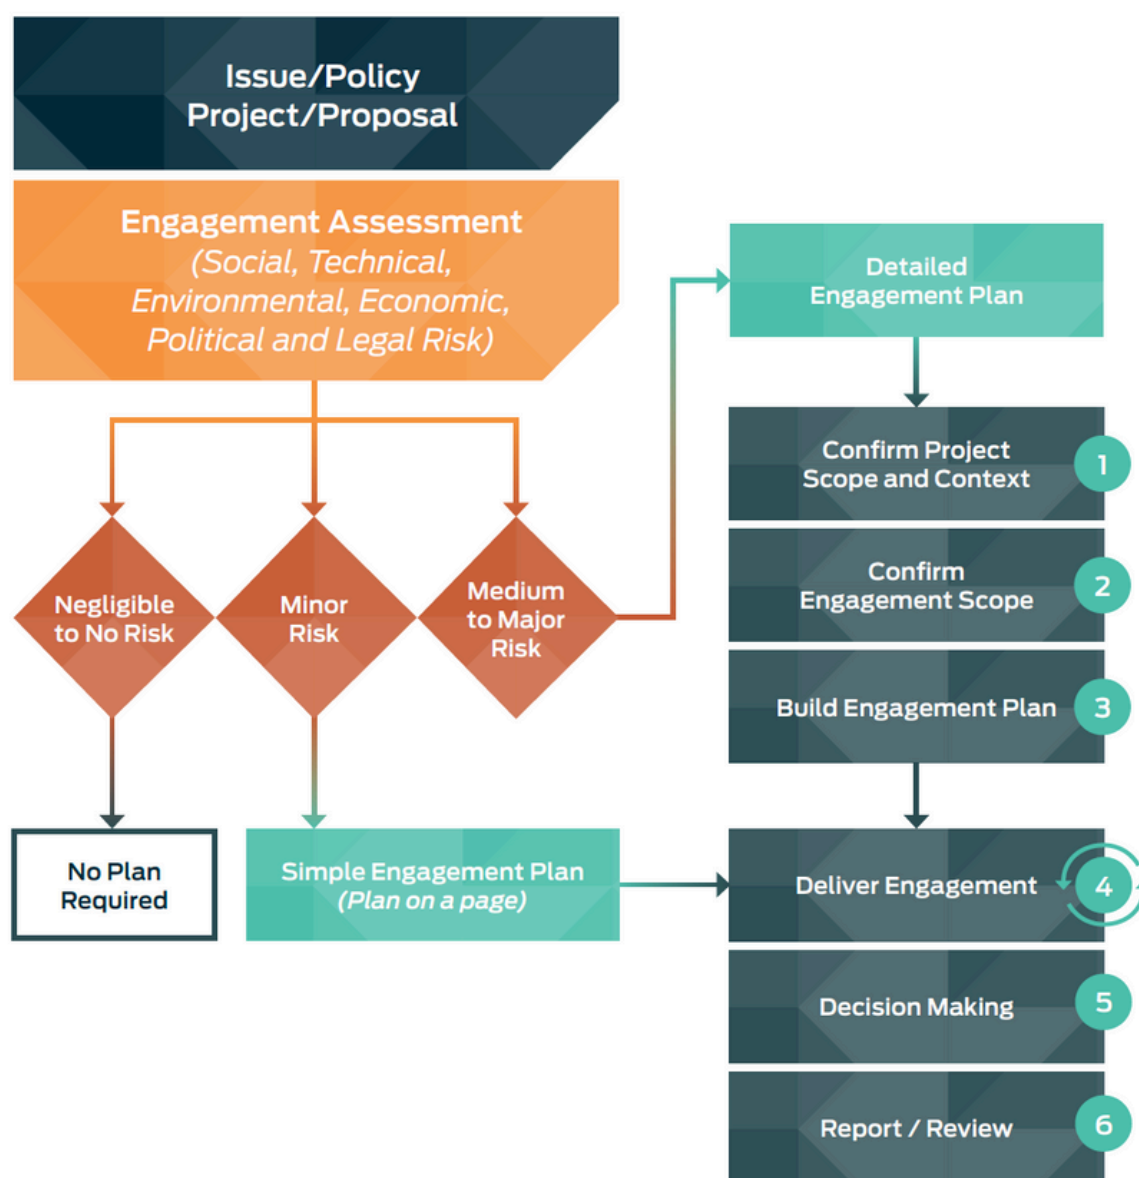 Issue/Policy
Project/Proposal
Engagement Assessment
(Social, Technical,
Environmental, Economic,
Political and Legal Risk)
Negligible
to No Risk
Minor
Risk
Medium
to Major
Risk
No Plan
Required
Simple Engagement Plan
(Plan on a page)
Detailed
Engagement Plan
Confirm Project
Scope and Context
1
Confirm
Engagement Scope
2
Build Engagement Plan
3
Deliver Engagement
4
Decision Making
5
Report / Review
6